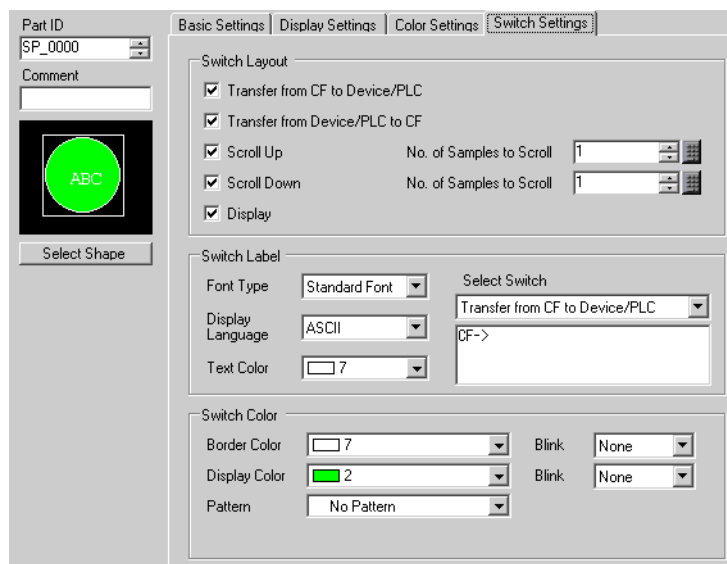 Part ID
SP_0000
Comment
ABC
Select Shape
Basic Settings Display Settings Color Settings Switch Settings
Switch Layout
Transfer from CF to Device/PLC
Transfer from Device/PLC to CF
Scroll Up No. of Samples to Scroll 1
Scroll Down No. of Samples to Scroll 1
Display
Switch Label
Font Type Standard Font
Display Language ASCII
Text Color 7
Select Switch
Transfer from CF to Device/PLC
CF->
Switch Color
Border Color 7 Blink None
Display Color 2 Blink None
Pattern No Pattern